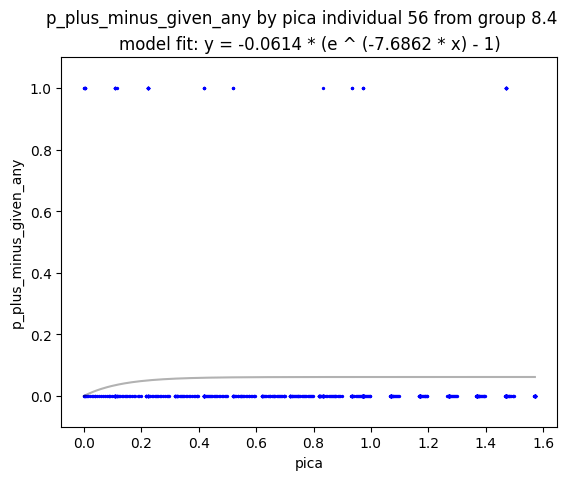 p_plus_minus_given_any by pica individual 56 from group 8.4
model fit: y = -0.0614 * (e ^ (-7.6862 * x) - 1)
1.0
0.8
0.6
0.4
0.2
0.0
p_plus_minus_given_any
0.0 0.2 0.4 0.6 0.8 1.0 1.2 1.4 1.6
pica